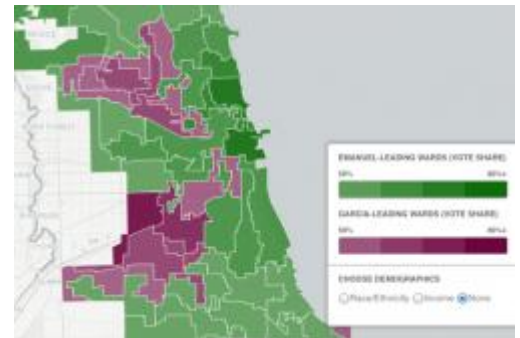 EMANUEL-LEADING WARDS (VOTE SHARE)
50%
80%+
GARCIA-LEADING WARDS (VOTE SHARE)
50%
80%+
CHOOSE DEMOGRAPHICS
Race/Ethnicity Income None